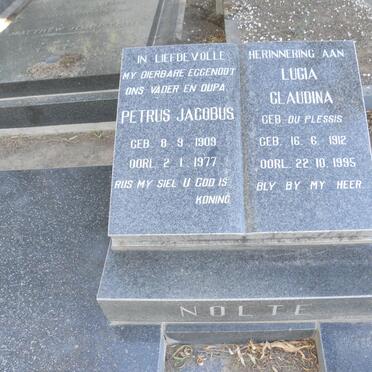 IN LIEFDEVOLLE
MY DIERBARE EGGENOOT
ONS VADER EN OUPA
PETRUS JACOBUS
GEB. 8·9·1909
OORL. 2·1·1977
RUS MY SIEL U GOD IS
KONING
HERINNERING AAN
LUCIA
CLAUDINA
GEB. DU PLESSIS
GEB. 16·6·1912
OORL. 22·10·1995
BLY BY MY HEER
NOLTE
MATTHEW